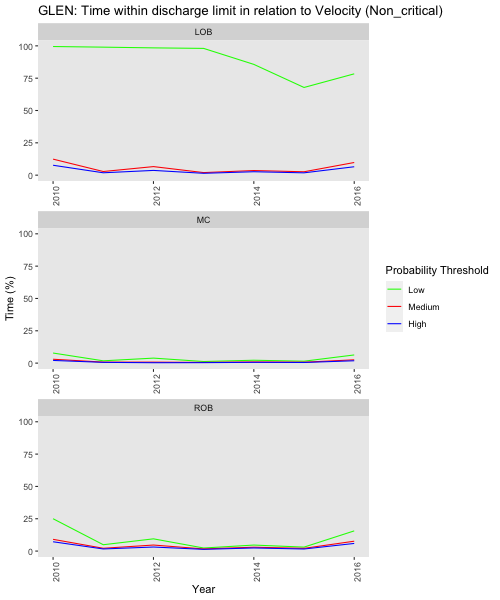 GLEN: Time within discharge limit in relation to Velocity (Non_critical)
LOB
100
75
50
25
0
2010
2012
2014
2016
MC
100
75
50
25
0
2010
2012
2014
2016
ROB
100
75
50
25
0
2010
2012
2014
2016
Time (%)
Year
Probability Threshold
Low
Medium
High